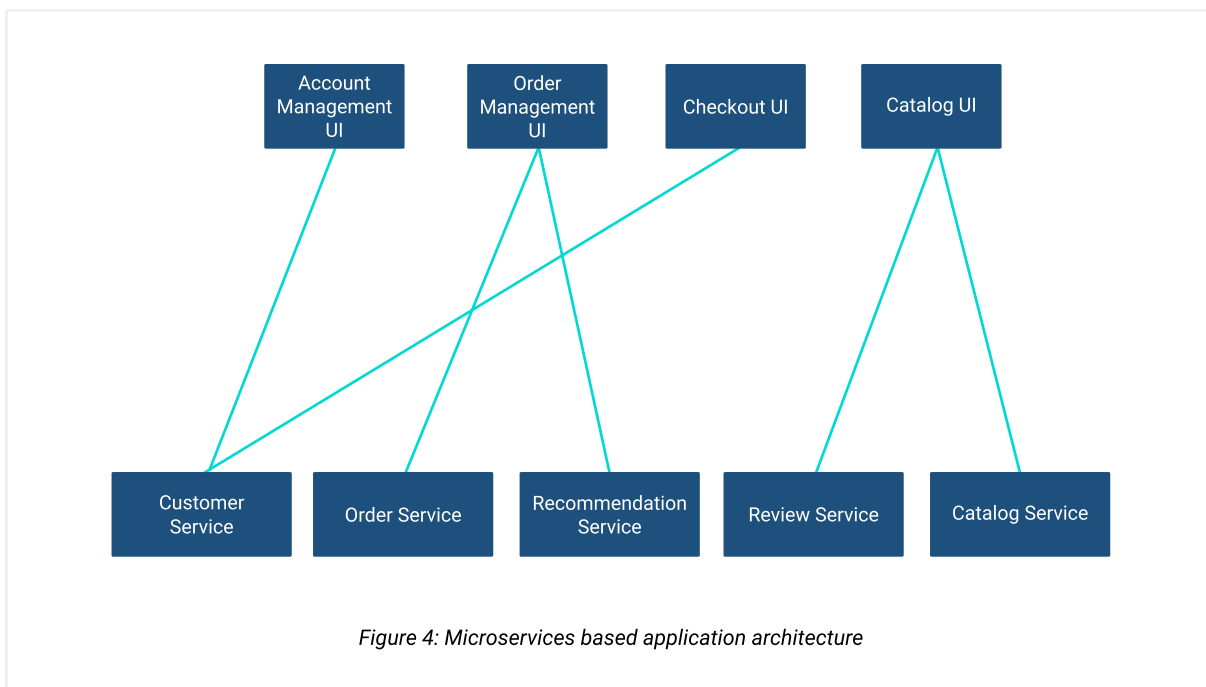 Account
Management
UI
Order
Management
UI
Checkout UI
Catalog UI
Customer
Service
Order Service
Recommendation
Service
Review Service
Catalog Service
Figure 4: Microservices based application architecture